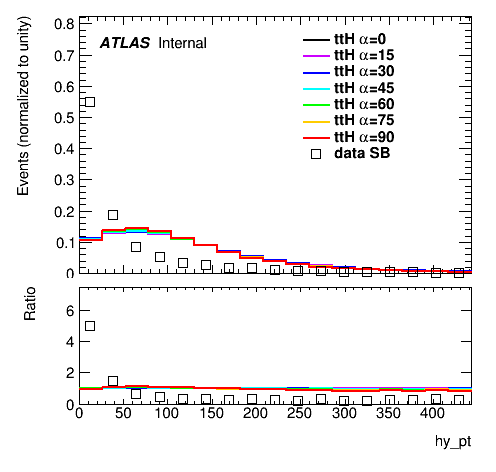 Events (normalized to unity)
0.8
0.7
0.6
0.5
0.4
0.3
0.2
0.1
0
ATLAS Internal
ttH α=0
ttH α=15
ttH α=30
ttH α=45
ttH α=60
ttH α=75
ttH α=90
data SB
Ratio
6
4
2
0
0 50 100 150 200 250 300 350 400
hy_pt